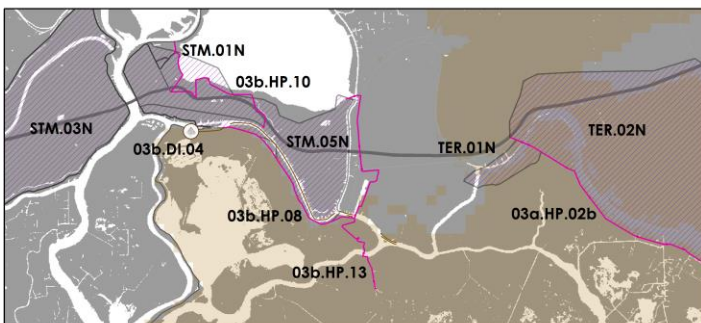 STM.01N
03b.HP.10
STM.03N
03b.DI.04
STM.05N
TER.01N
TER.02N
03b.HP.08
03a.HP.02b
03b.HP.13